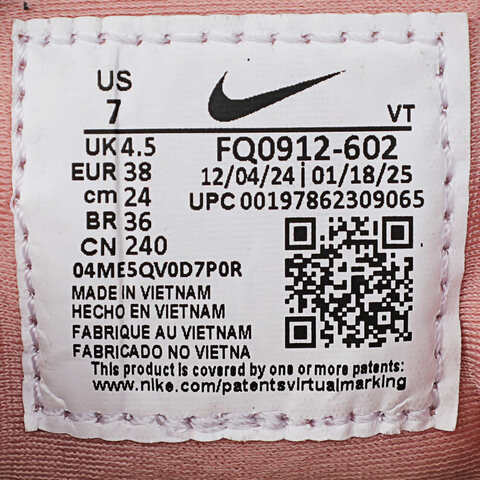 US
7
VT
UK 4.5
EUR 38
cm 24
BR 36
CN 240
FQ0912-602
12/04/24 | 01/18/25
UPC 00197862309065
04ME5QV0D7P0R
MADE IN VIETNAM
HECHO EN VIETNAM
FABRIQUE AU VIETNAM
FABRICADO NO VIETNA
This product is covered by one or more patents:
www.nike.com/patentsvirtualmarking